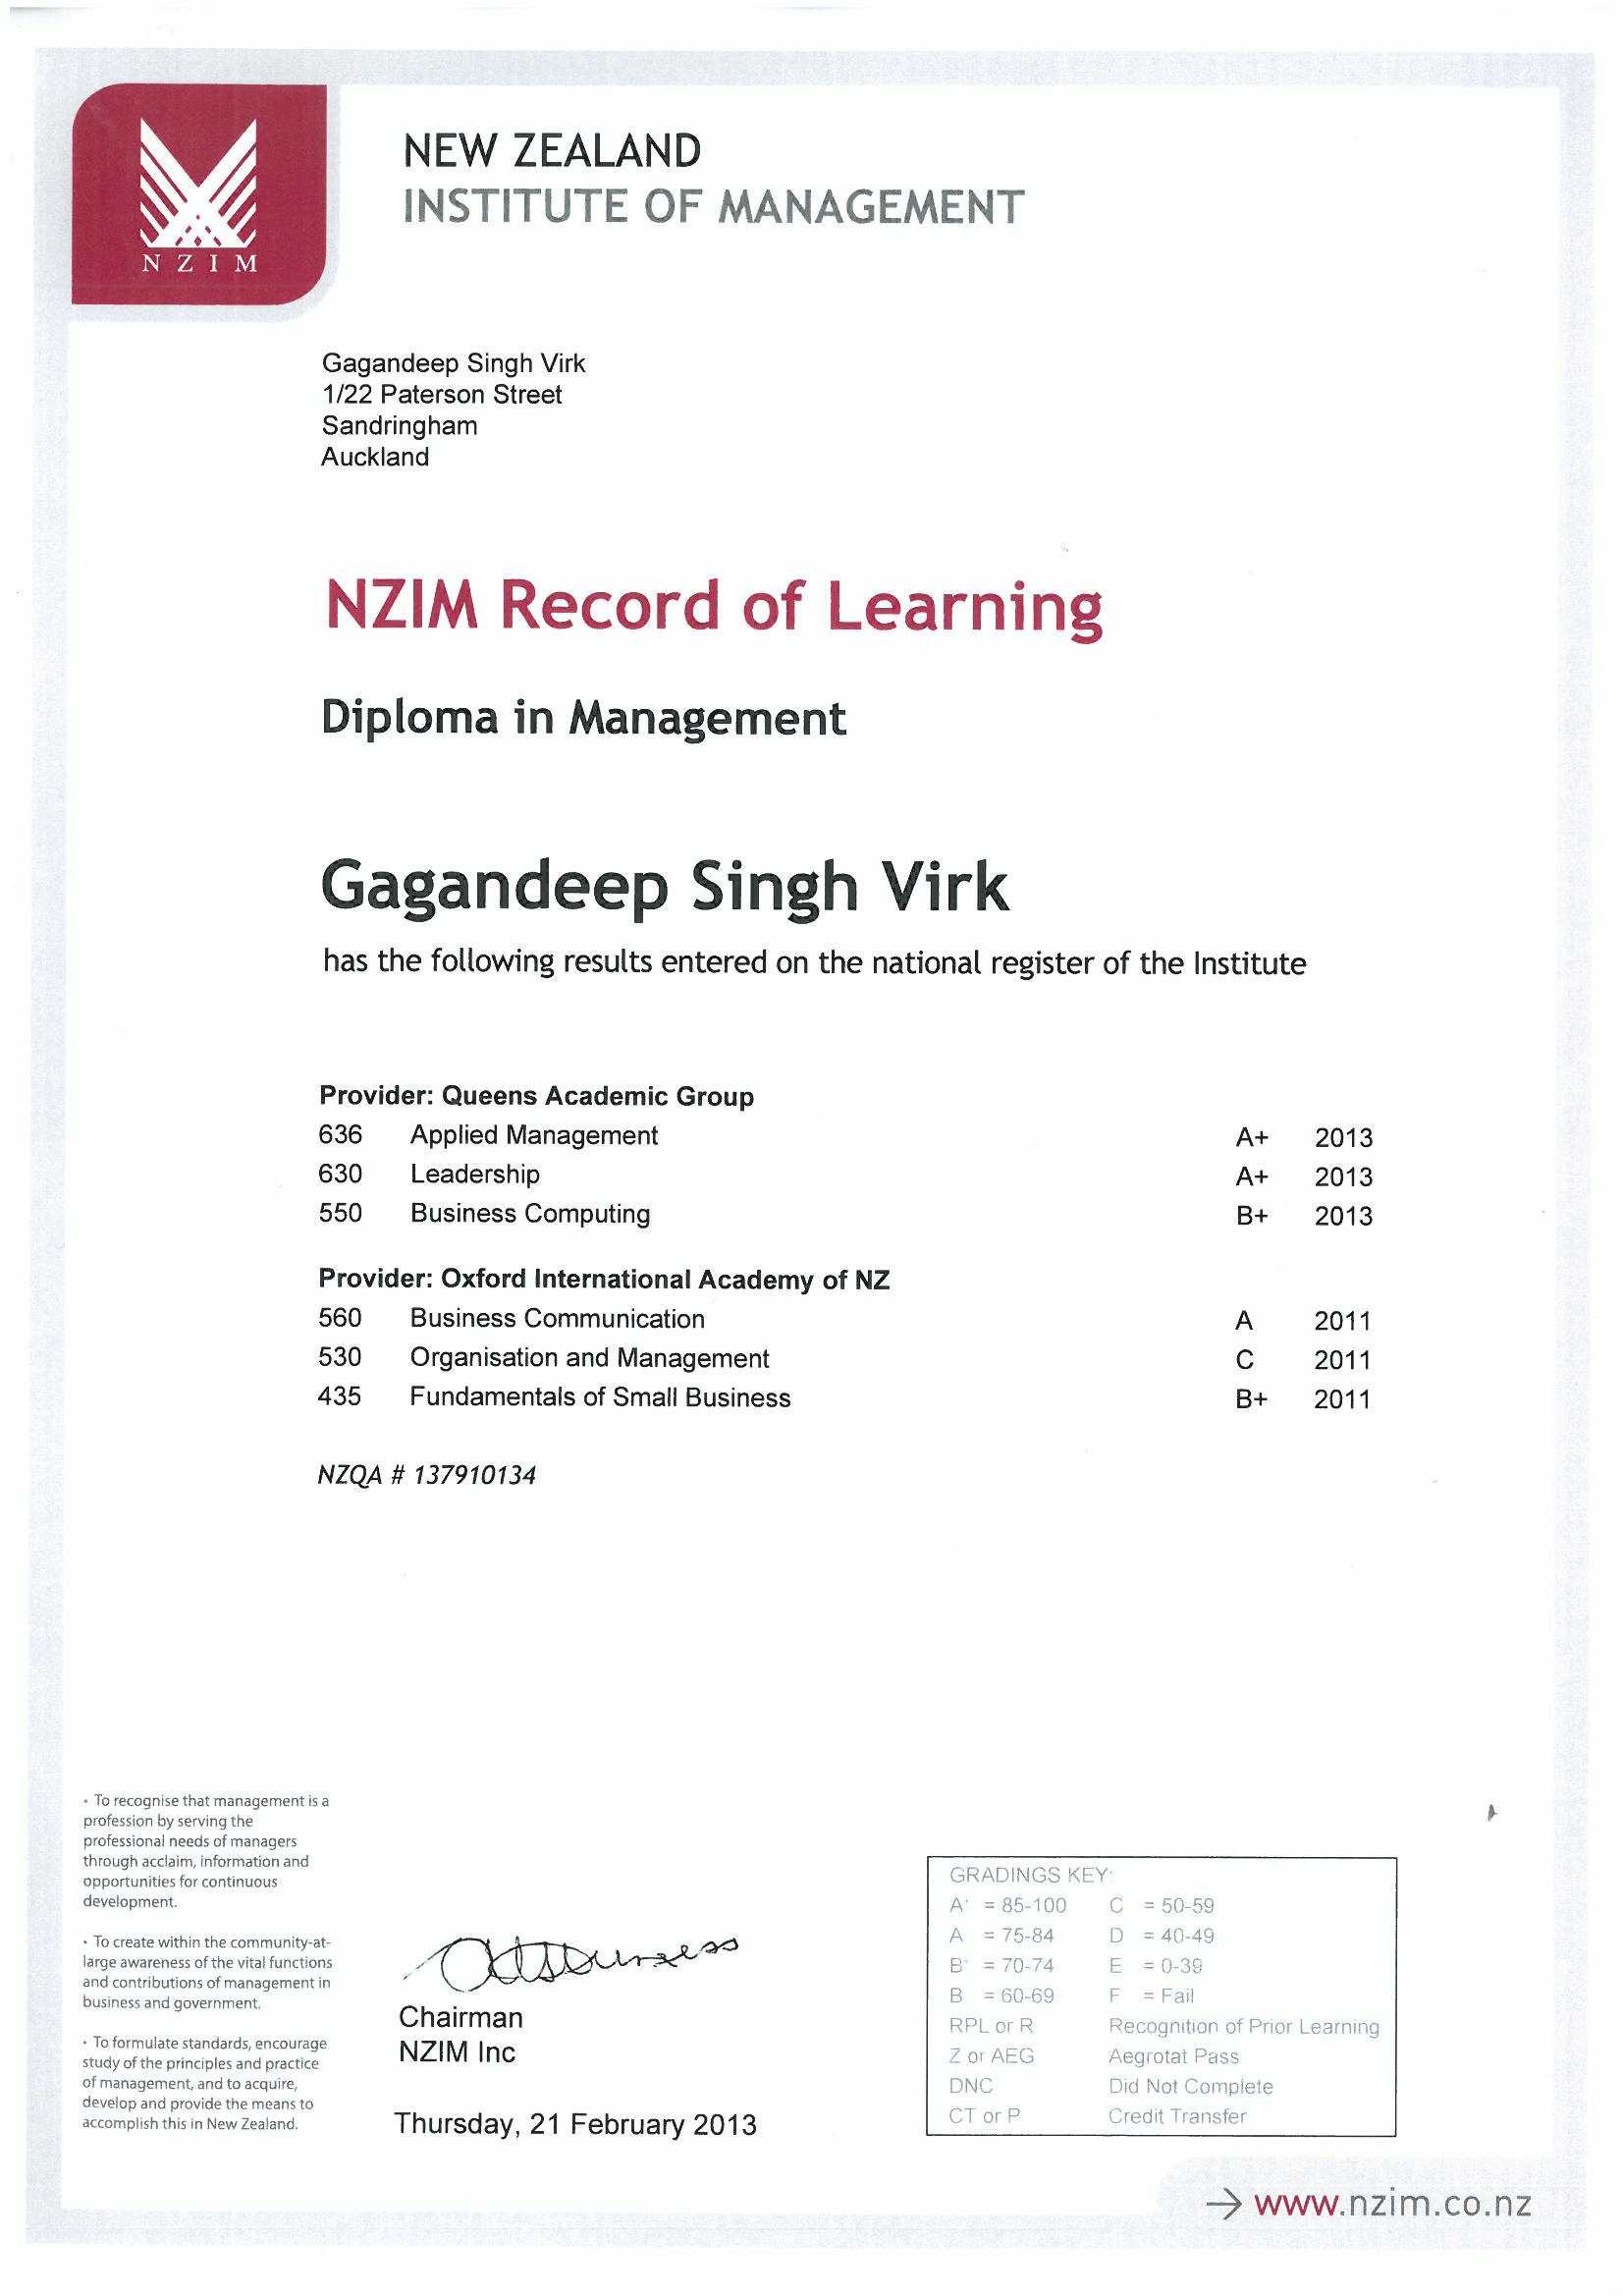 NZIM
NEW ZEALAND
INSTITUTE OF MANAGEMENT
Gagandeep Singh Virk
1/22 Paterson Street
Sandringham
Auckland
NZIM Record of Learning
Diploma in Management
Gagandeep Singh Virk
has the following results entered on the national register of the Institute
Provider: Queens Academic Group
636 Applied Management A+ 2013
630 Leadership A+ 2013
550 Business Computing B+ 2013
Provider: Oxford International Academy of NZ
560 Business Communication A 2011
530 Organisation and Management C 2011
435 Fundamentals of Small Business B+ 2011
NZQA # 137910134
· To recognise that management is a
profession by serving the
professional needs of managers
through acclaim, information and
opportunities for continuous
development.
· To create within the community-at-
large awareness of the vital functions
and contributions of management in
business and government.
· To formulate standards, encourage
study of the principles and practice
of management, and to acquire,
develop and provide the means to
accomplish this in New Zealand.
Chairman
NZIM Inc
Thursday, 21 February 2013
GRADINGS KEY:
A+ = 85-100 C = 50-59
A = 75-84 D = 40-49
B+ = 70-74 E = 0-39
B = 60-69 F = Fail
RPL or R Recognition of Prior Learning
Z or AEG Aegrotat Pass
DNC Did Not Complete
CT or P Credit Transfer
→ www.nzim.co.nz